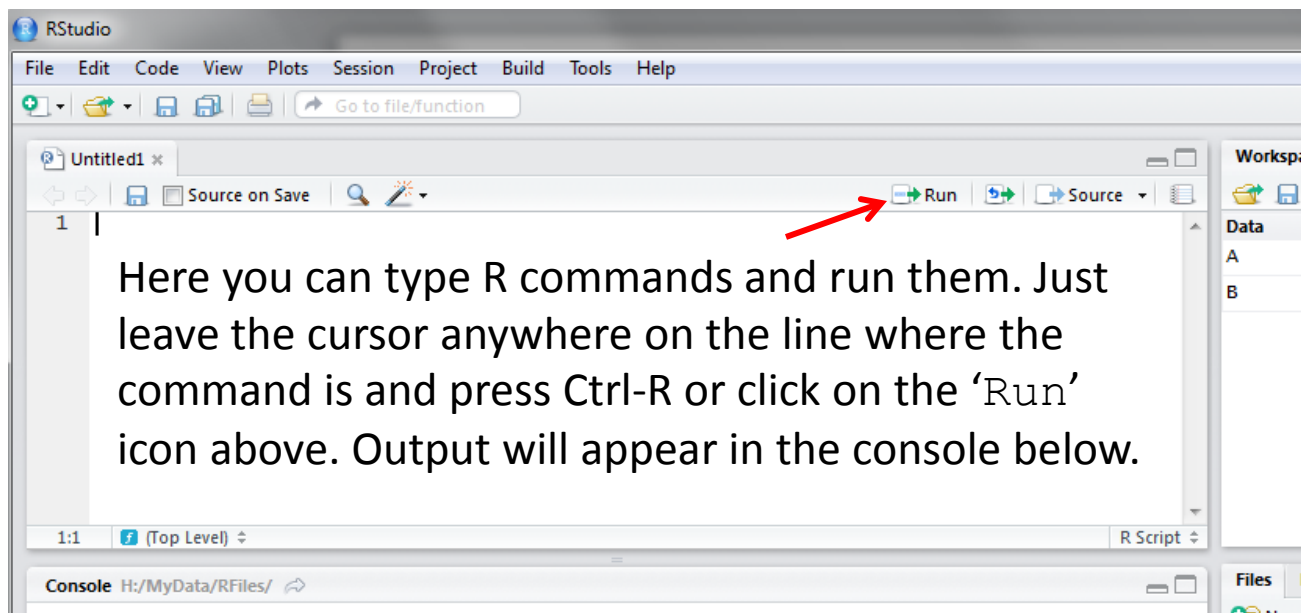 RStudio
File Edit Code View Plots Session Project Build Tools Help
Go to file/function
Untitled1
Source on Save Run Source
1
Here you can type R commands and run them. Just
leave the cursor anywhere on the line where the
command is and press Ctrl-R or click on the ‘Run’
icon above. Output will appear in the console below.
1:1 (Top Level) R Script
Console H:/MyData/RFiles/
Workspa
Data
A
B
Files